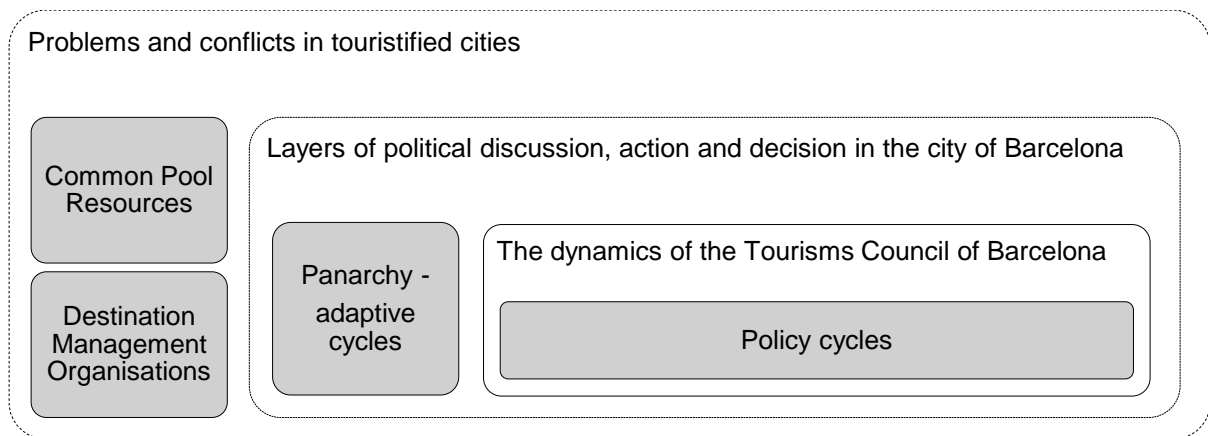 Problems and conflicts in touristified cities
Common Pool
Resources
Destination
Management
Organisations
Layers of political discussion, action and decision in the city of Barcelona
Panarchy -
adaptive
cycles
The dynamics of the Tourisms Council of Barcelona
Policy cycles